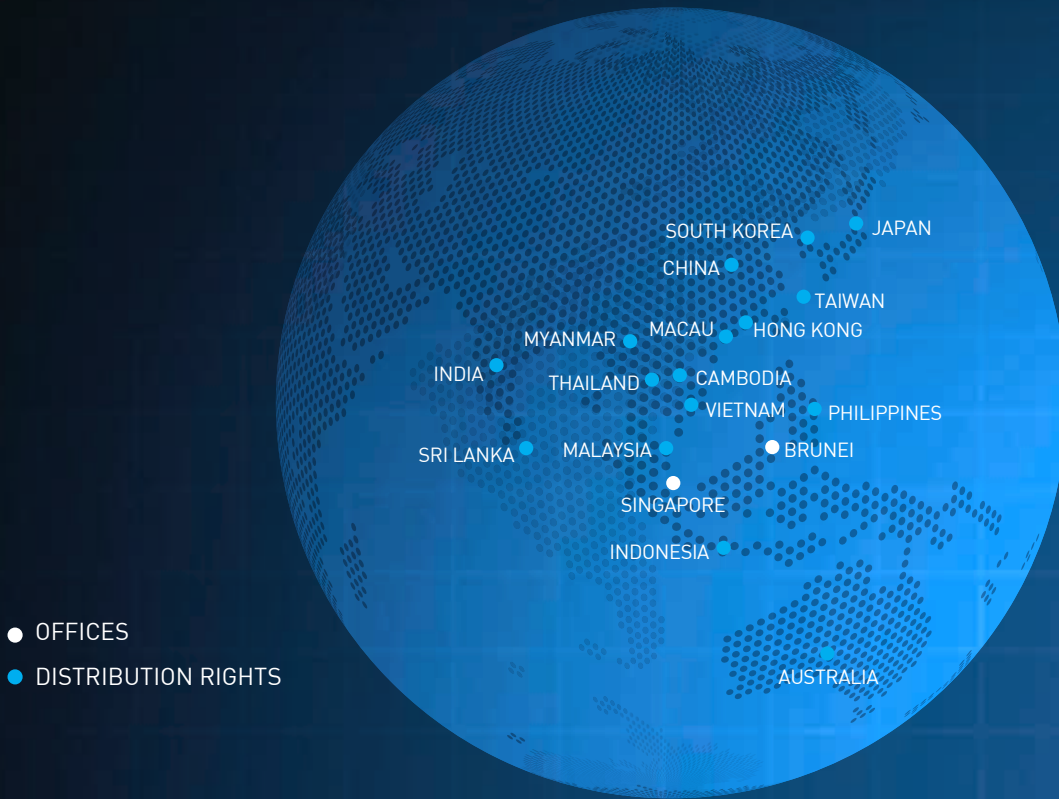 SOUTH KOREA
JAPAN
CHINA
TAIWAN
MACAU
HONG KONG
MYANMAR
INDIA
THAILAND
CAMBODIA
VIETNAM
PHILIPPINES
SRI LANKA
MALAYSIA
BRUNEI
SINGAPORE
INDONESIA
OFFICES
DISTRIBUTION RIGHTS
AUSTRALIA